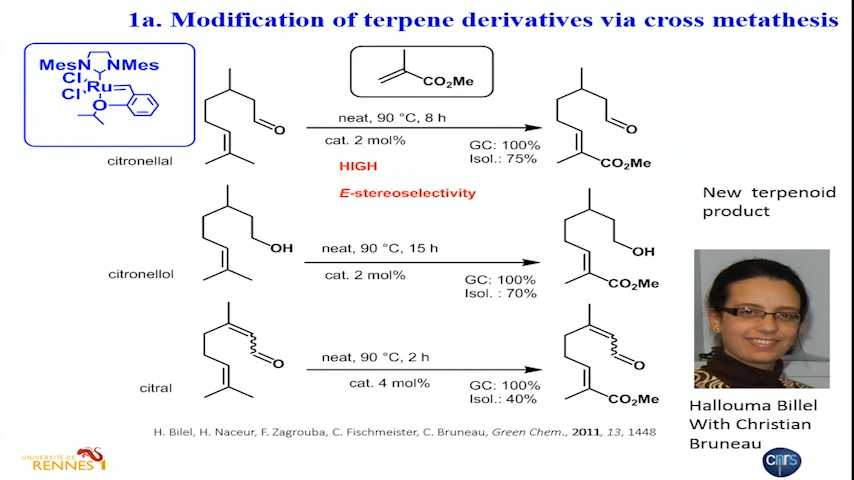 1a. Modification of terpene derivatives via cross metathesis
MesN NMes
Cl
Ru
Cl
O
CO2Me
O
citronellal
neat, 90 °C, 8 h
cat. 2 mol%
HIGH
E-stereoselectivity
GC: 100%
Isol.: 75%
O
CO2Me
New terpenoid
product
OH
citronellol
neat, 90 °C, 15 h
cat. 2 mol%
GC: 100%
Isol. : 70%
OH
CO2Me
O
citral
neat, 90 °C, 2 h
cat. 4 mol%
GC: 100%
Isol.: 40%
O
CO2Me
Hallouma Billel
With Christian
Bruneau
H. Bilel, H. Naceur, F. Zagrouba, C. Fischmeister, C. Bruneau, Green Chem., 2011, 13, 1448
UNIVERSITÉ DE
RENNES 1
cnrs